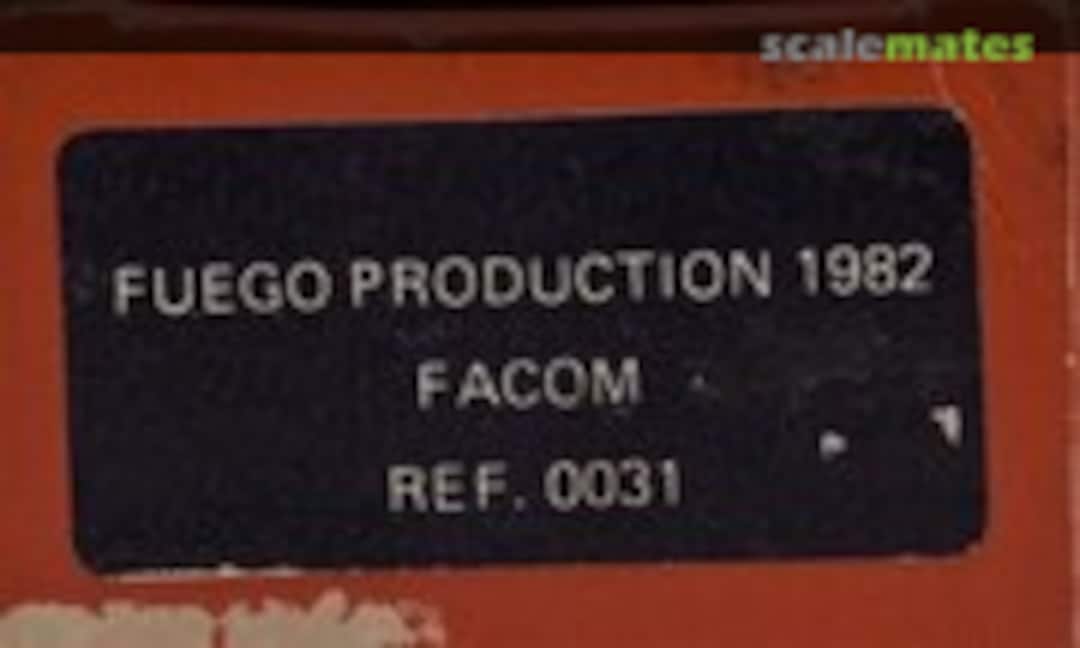 scalemates
FUEGO PRODUCTION 1982
FACOM
REF. 0031